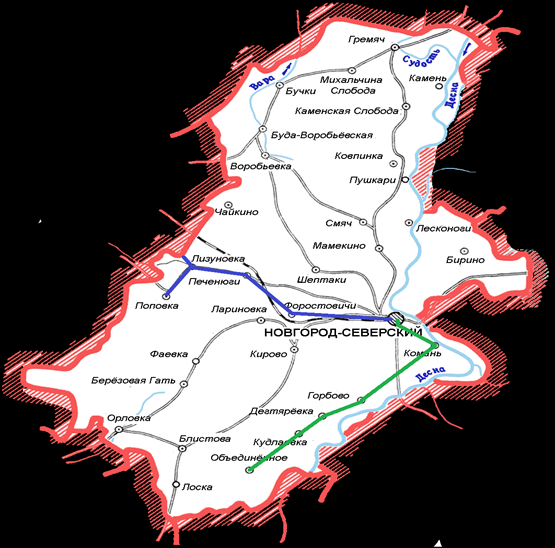 Гремяч
Судость
Михальчина
Слобода
Камень
Вара
Бучки
Десна
Каменская Слобода
Буда-Воробьёвская
Ковпинка
Воробьевка
Пушкари
Чайкино
Смяч
Лесконоги
Мамекино
Лизуновка
Бирино
Печенюги
Шептаки
Поповка
Форостовичи
Лариновка
НОВГОРОД-СЕВЕРСКИЙ
Фаевка
Кирово
Комань
Десна
Берёзовая Гать
Горбово
Дегтярёвка
Орловка
Блистова
Кудлаевка
Объединённое
Лоска